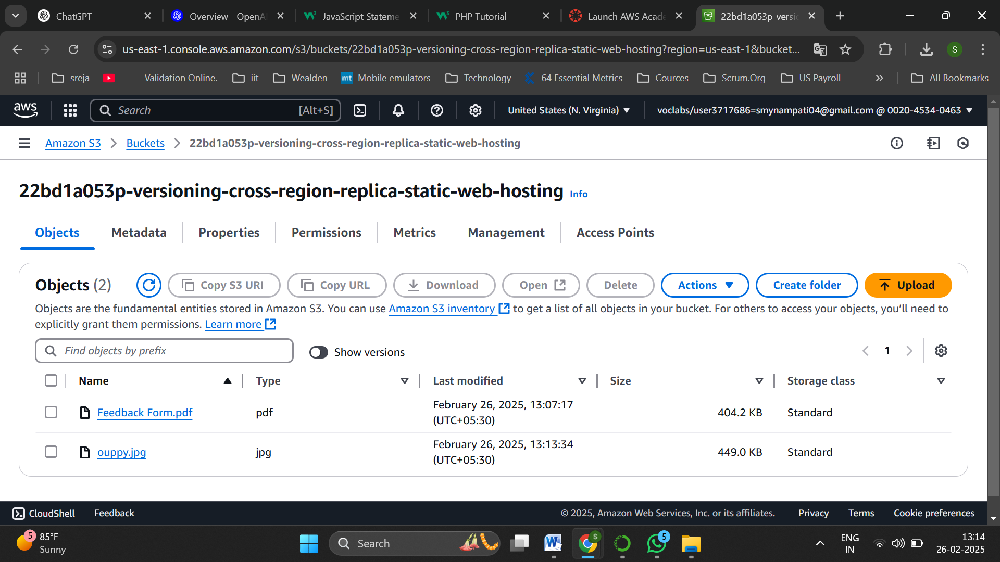 ChatGPT
Overview - OpenA
JavaScript Stateme
PHP Tutorial
Launch AWS Acade
22bd1a053p-versio
us-east-1.console.aws.amazon.com/s3/buckets/22bd1a053p-versioning-cross-region-replica-static-web-hosting?region=us-east-1&bucket...
S
sreja
Validation Online.
iit
Wealden
mt Mobile emulators
Technology
64 Essential Metrics
Cources
Scrum.Org
US Payroll
All Bookmarks
aws
Search [Alt+S]
United States (N. Virginia)
voclabs/user3717686=smynampati04@gmail.com @ 0020-4534-0463
Amazon S3
Buckets
22bd1a053p-versioning-cross-region-replica-static-web-hosting
22bd1a053p-versioning-cross-region-replica-static-web-hosting Info
Objects
Metadata
Properties
Permissions
Metrics
Management
Access Points
Objects (2)
Copy S3 URI
Copy URL
Download
Open
Delete
Actions
Create folder
Upload
Objects are the fundamental entities stored in Amazon S3. You can use Amazon S3 inventory to get a list of all objects in your bucket. For others to access your objects, you'll need to
explicitly grant them permissions. Learn more
Find objects by prefix
Show versions
1
Name Type Last modified Size Storage class
Feedback Form.pdf pdf February 26, 2025, 13:07:17 (UTC+05:30) 404.2 KB Standard
ouppy.jpg jpg February 26, 2025, 13:13:34 (UTC+05:30) 449.0 KB Standard
CloudShell
Feedback
© 2025, Amazon Web Services, Inc. or its affiliates.
Privacy
Terms
Cookie preferences
5
85°F
Sunny
Search
S
5
ENG
IN
13:14
26-02-2025